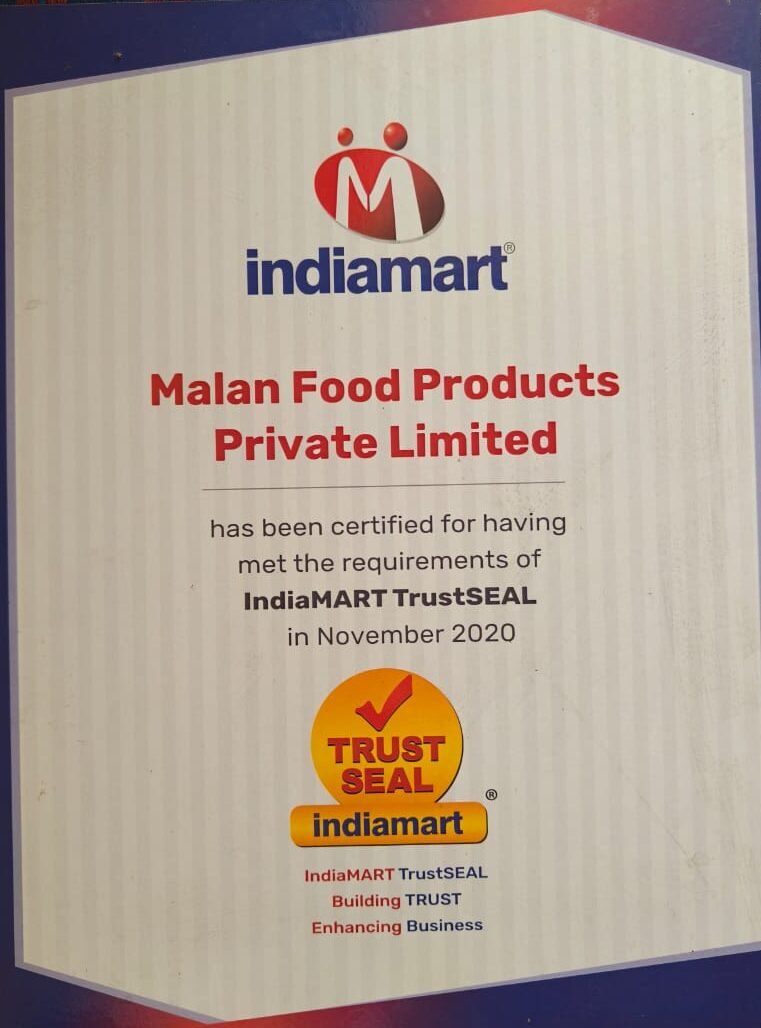 indiamart®
Malan Food Products
Private Limited
has been certified for having
met the requirements of
IndiaMART TrustSEAL
in November 2020
TRUST
SEAL
®
indiamart
IndiaMART TrustSEAL
Building TRUST
Enhancing Business